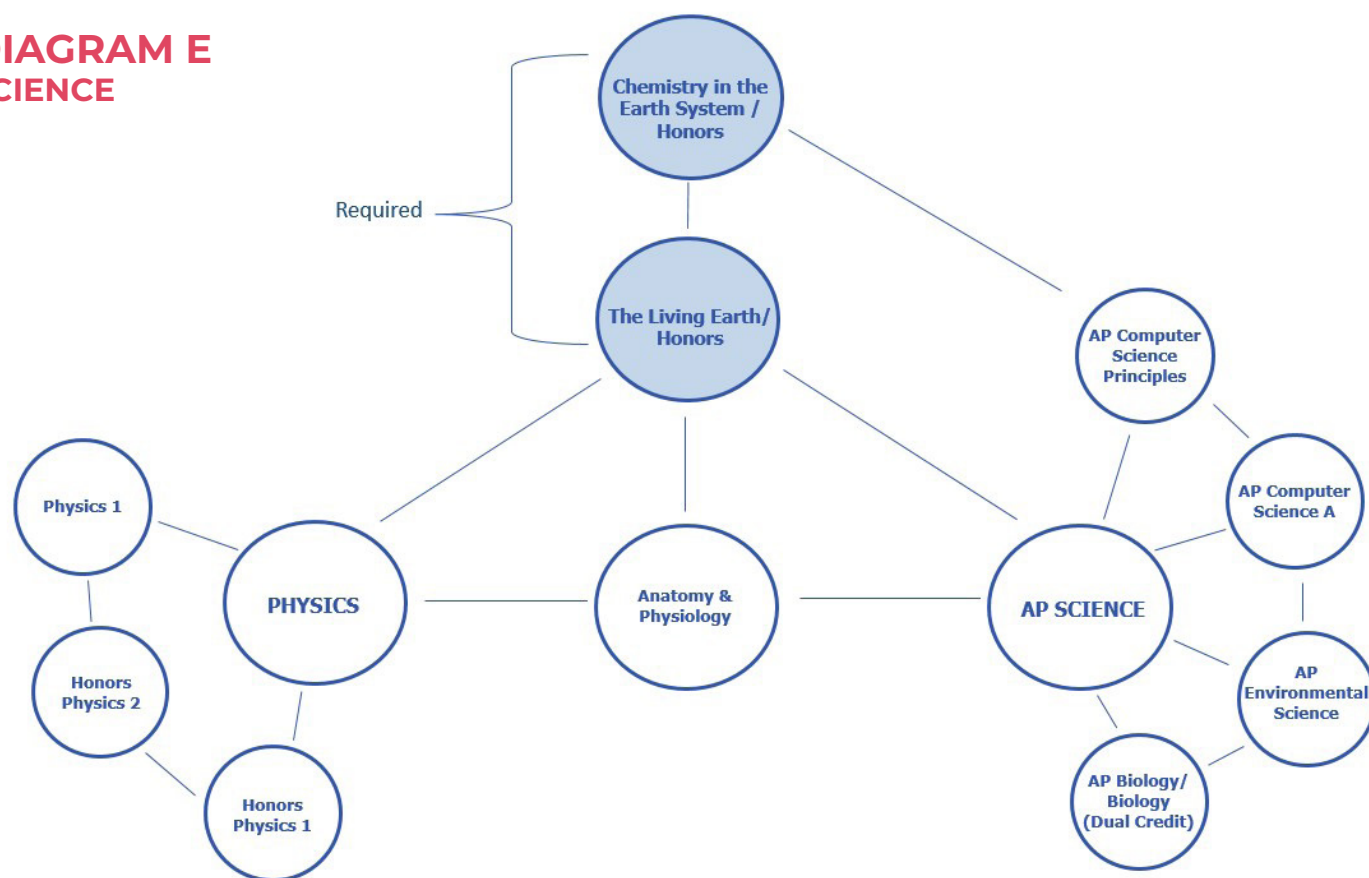 DIAGRAM E
SCIENCE
Chemistry in the
Earth System /
Honors
Required
The Living Earth/
Honors
AP Computer
Science
Principles
AP Computer
Science A
Physics 1
PHYSICS
Anatomy &
Physiology
AP SCIENCE
Honors
Physics 2
AP
Environmental
Science
Honors
Physics 1
AP Biology/
Biology
(Dual Credit)